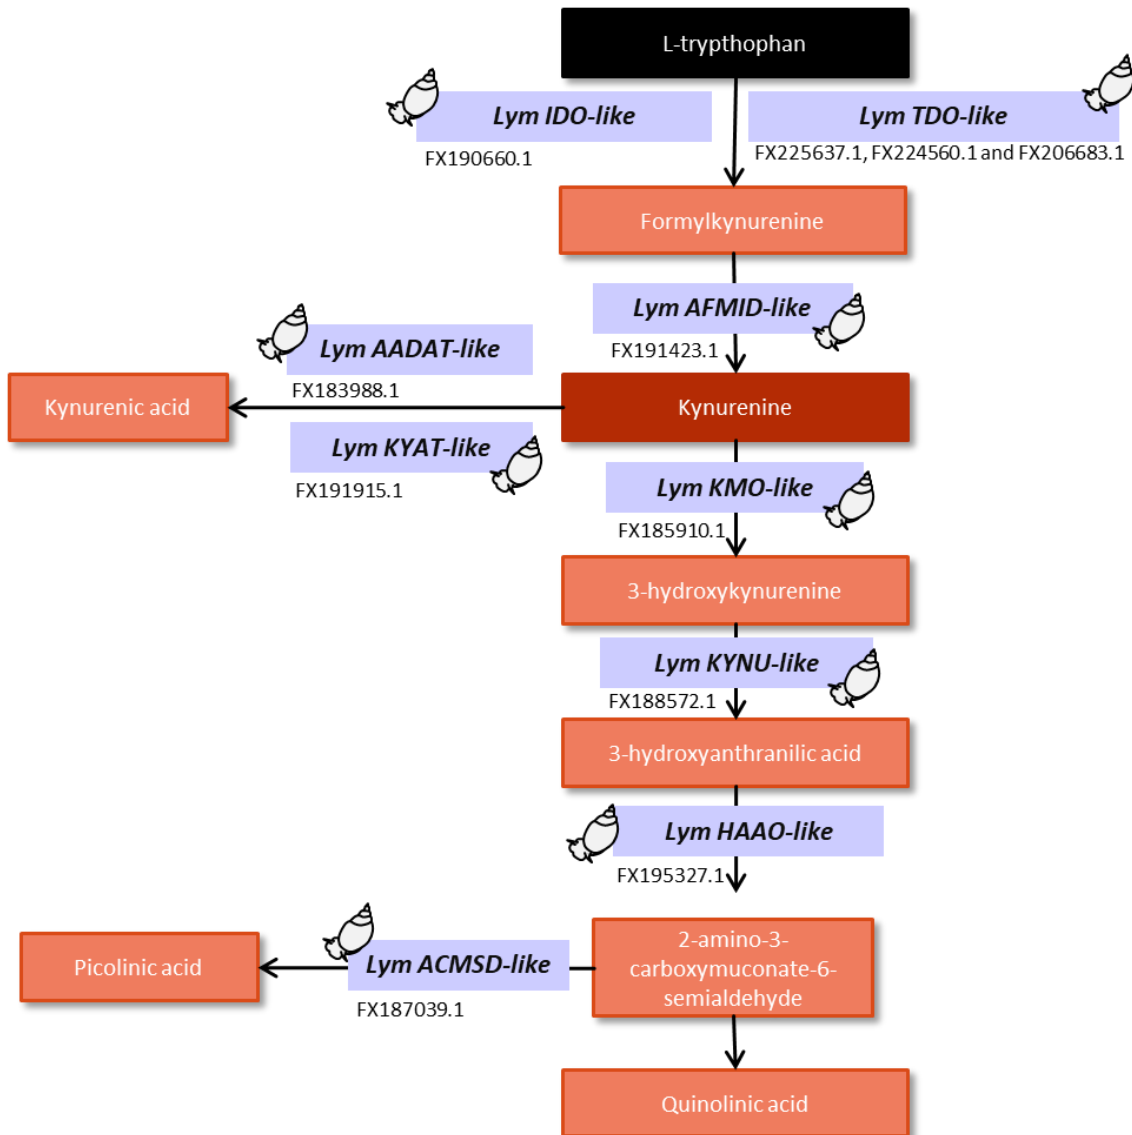 L-trypthophan
Lym IDO-like
Lym TDO-like
FX190660.1
FX225637.1, FX224560.1 and FX206683.1
Formylkynurenine
Lym AFMID-like
FX191423.1
Lym AADAT-like
FX183988.1
Kynurenic acid
Kynurenine
Lym KYAT-like
FX191915.1
Lym KMO-like
FX185910.1
3-hydroxykynurenine
Lym KYNU-like
FX188572.1
3-hydroxyanthranilic acid
Lym HAAO-like
FX195327.1
2-amino-3-
carboxymuconate-6-
semialdehyde
Lym ACMSD-like
FX187039.1
Picolinic acid
Quinolinic acid